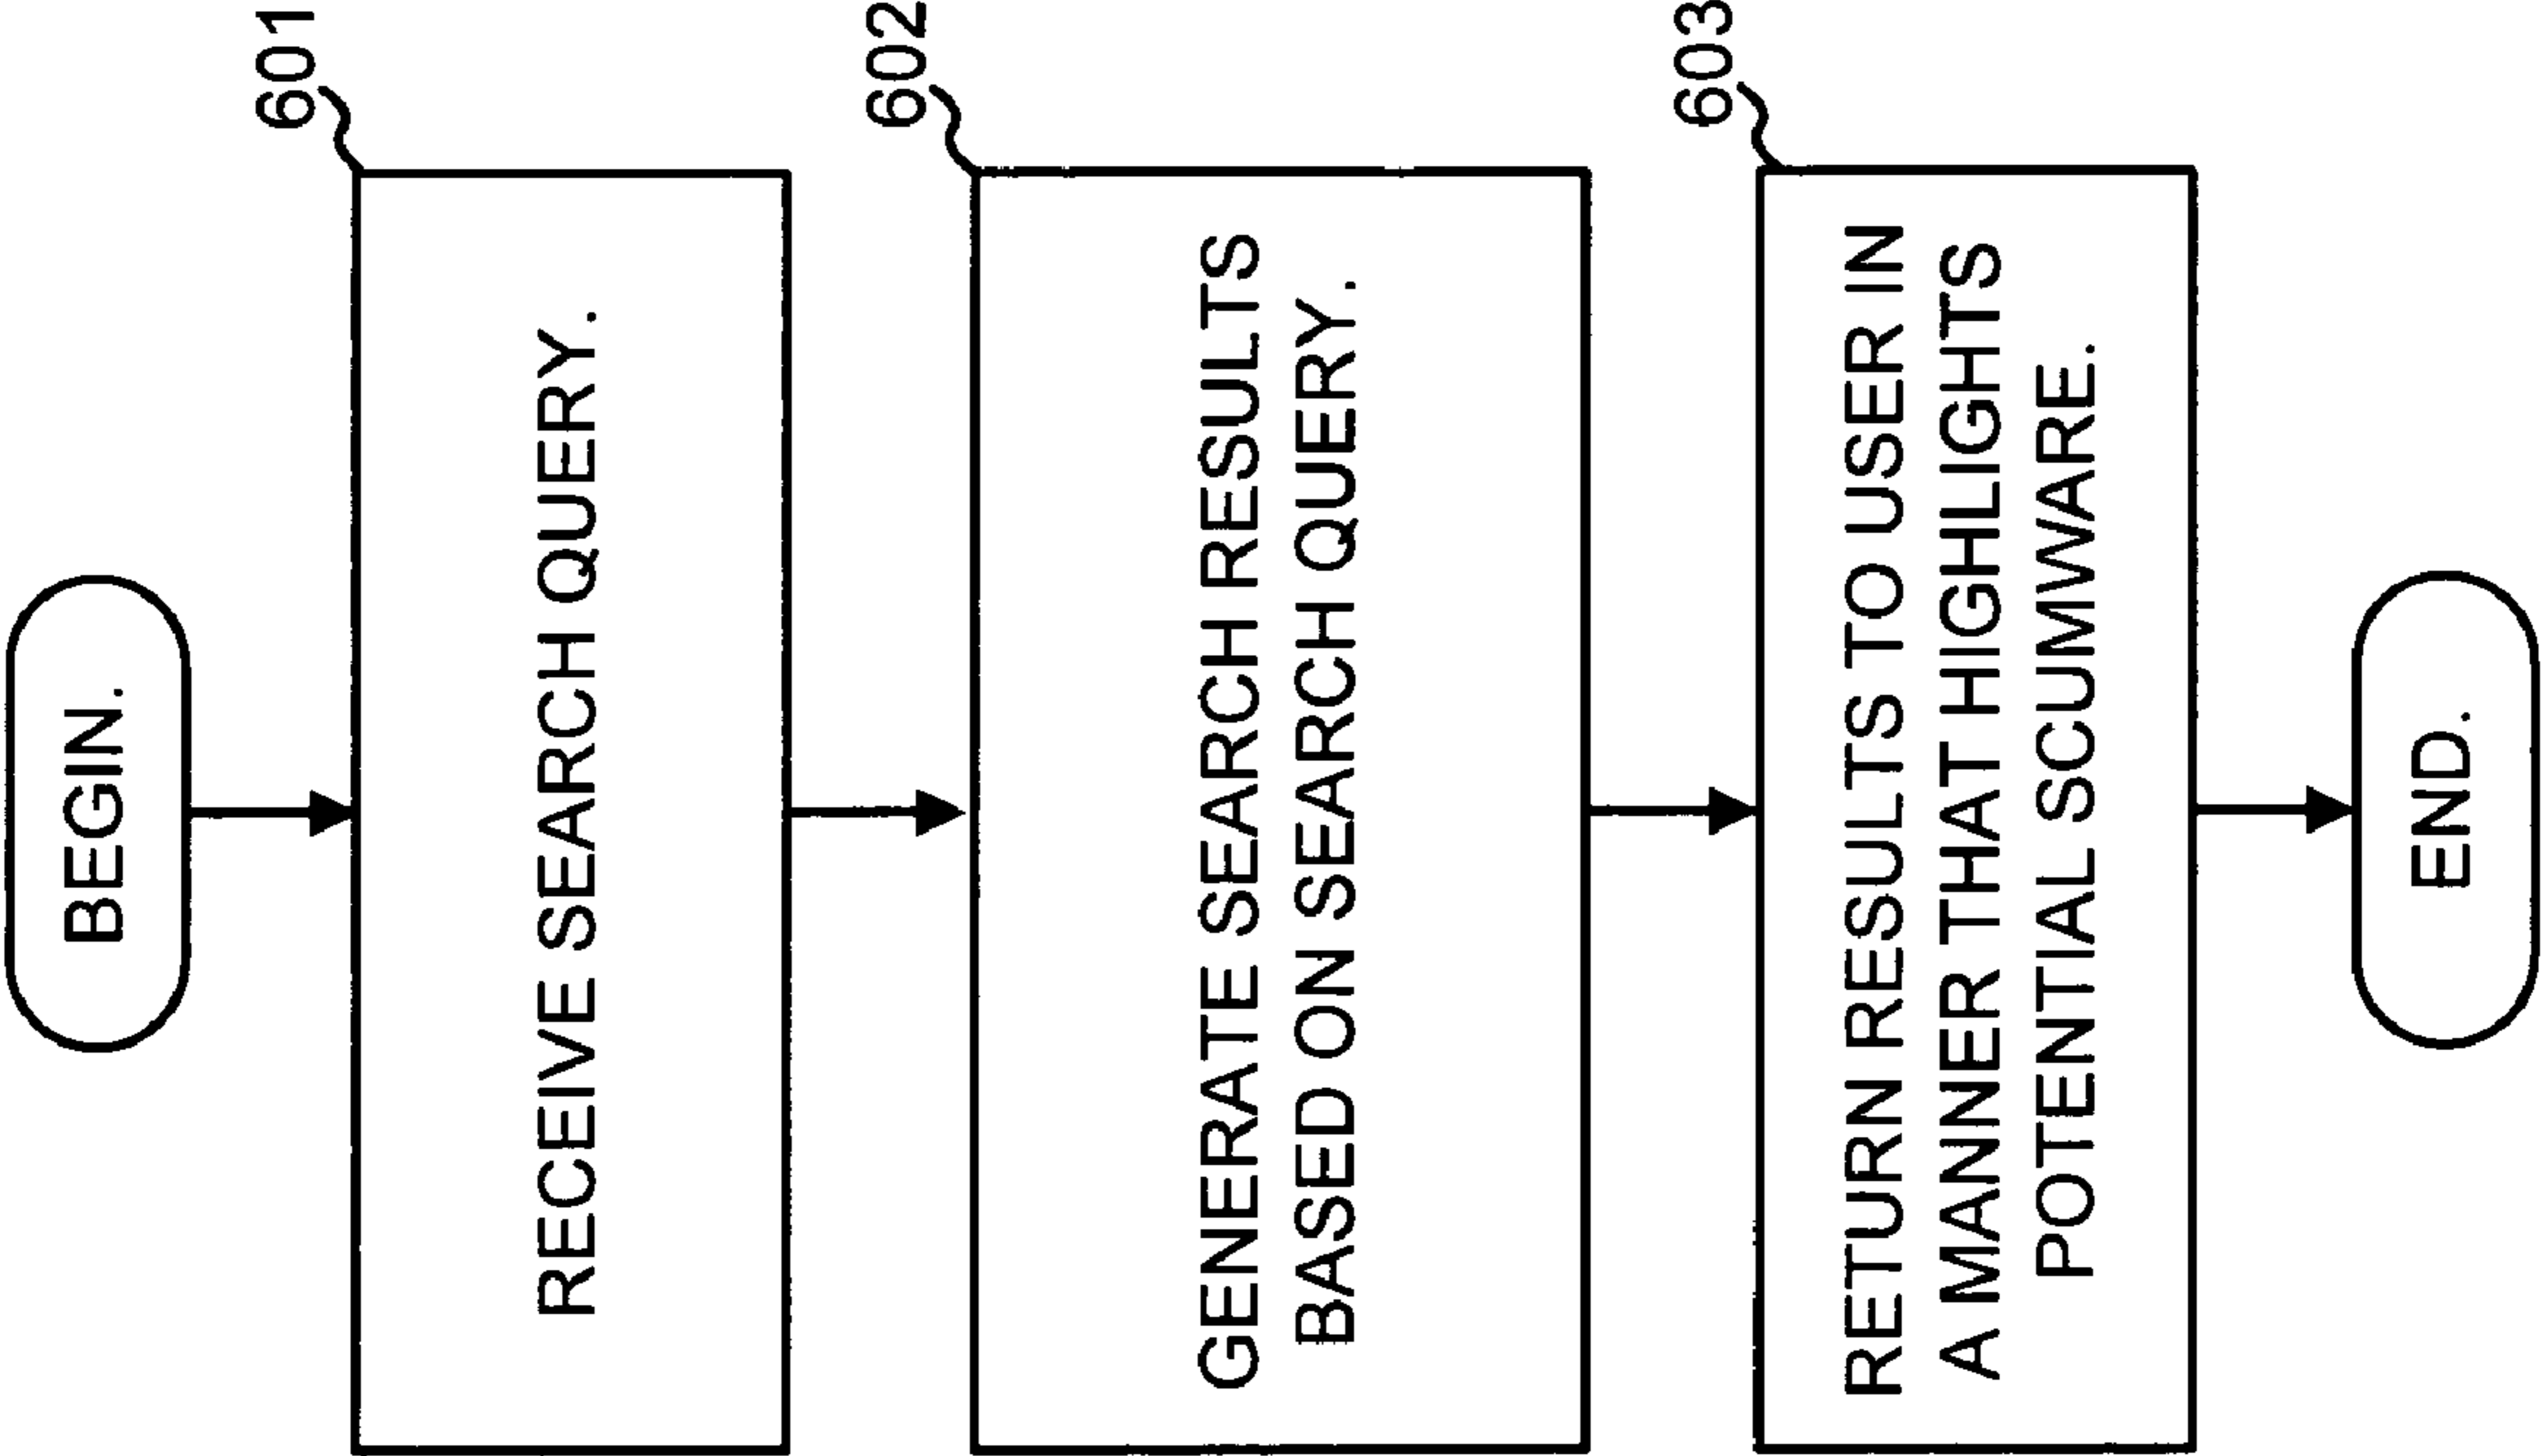 BEGIN.
601
RECEIVE SEARCH QUERY.
602
GENERATE SEARCH RESULTS
BASED ON SEARCH QUERY.
603
RETURN RESULTS TO USER IN
A MANNER THAT HIGHLIGHTS
POTENTIAL SCUMWARE.
END.